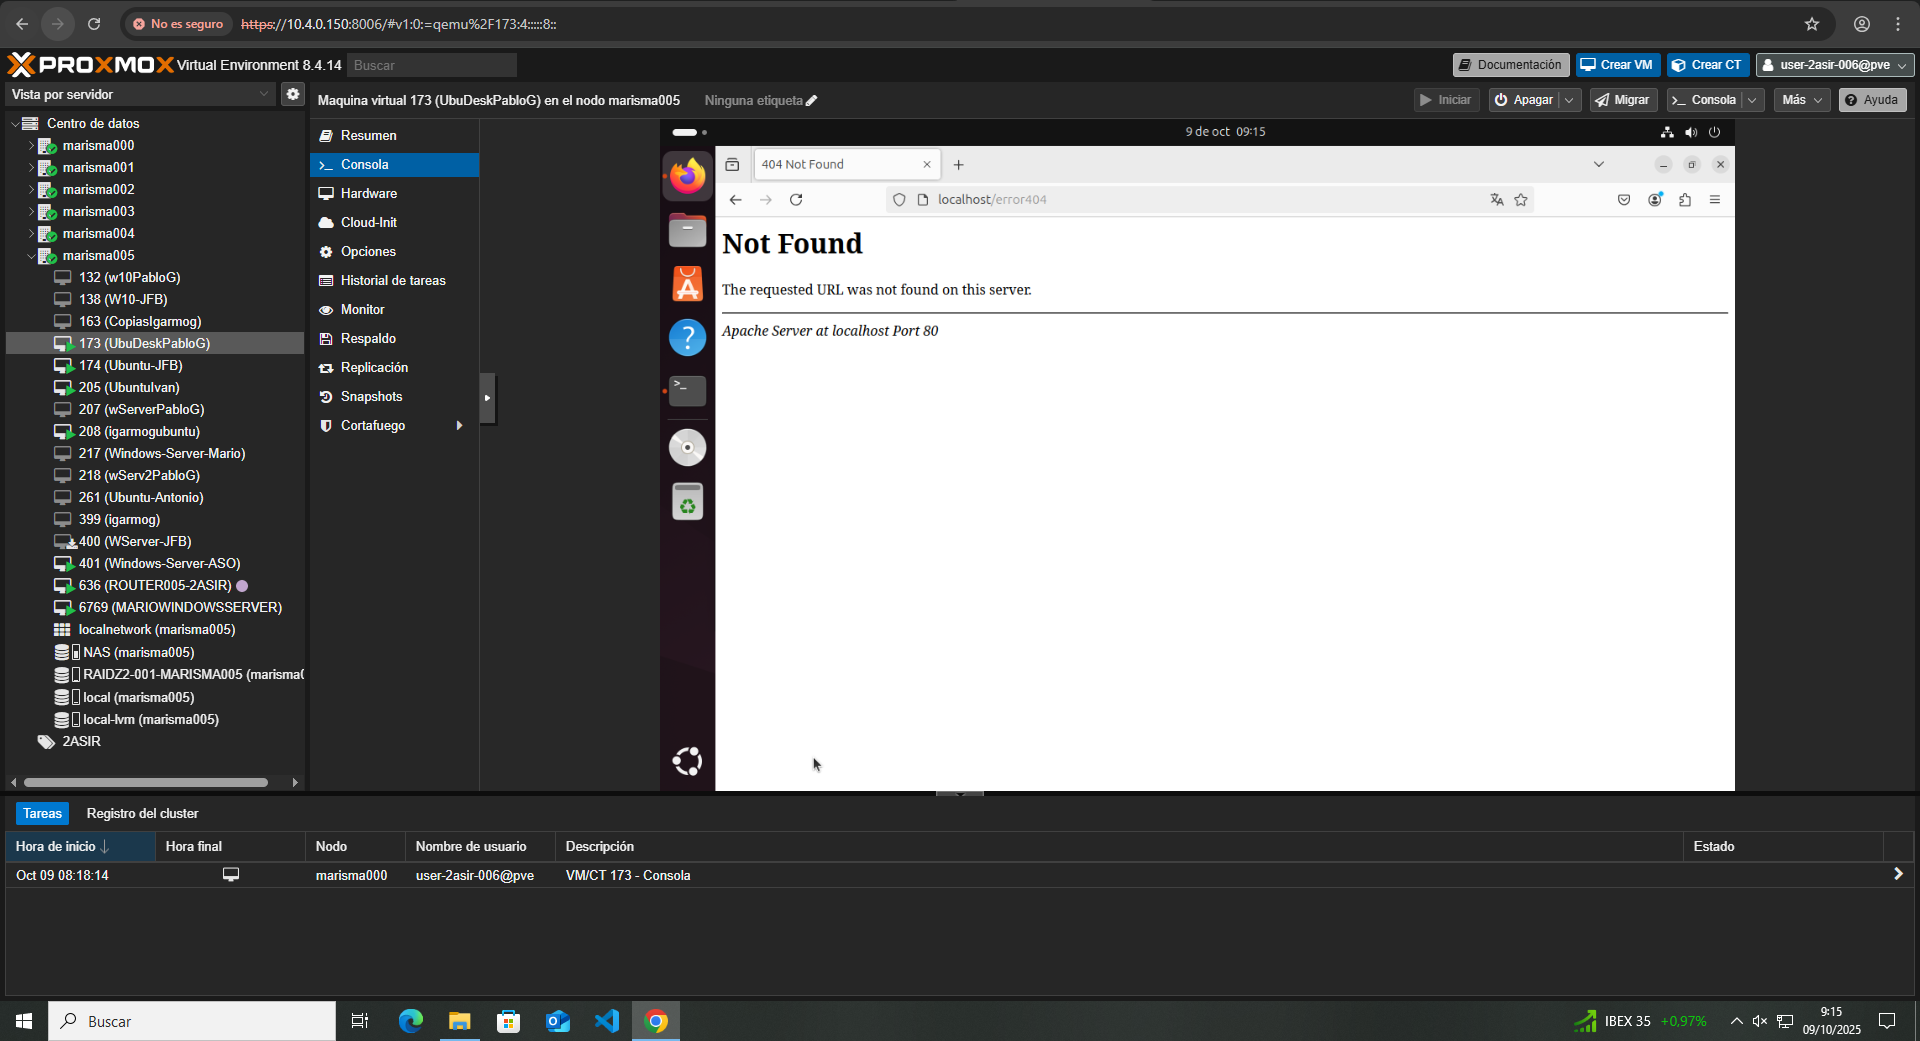 No es seguro https://10.4.0.150:8006/#v1:0:=qemu%2F173:4:::::8::
PROXMOX Virtual Environment 8.4.14 Buscar Documentación Crear VM Crear CT user-2asir-006@pve
Vista por servidor
Maquina virtual 173 (UbuDeskPabloG) en el nodo marisma005 Ninguna etiqueta Iniciar Apagar Migrar Consola Más Ayuda
Centro de datos
marisma000
marisma001
marisma002
marisma003
marisma004
marisma005
132 (w10PabloG)
138 (W10-JFB)
163 (CopiasIgarmog)
173 (UbuDeskPabloG)
174 (Ubuntu-JFB)
205 (UbuntuIvan)
207 (wServerPabloG)
208 (igarmogubuntu)
217 (Windows-Server-Mario)
218 (wServ2PabloG)
261 (Ubuntu-Antonio)
399 (igarmog)
400 (WServer-JFB)
401 (Windows-Server-ASO)
636 (ROUTER005-2ASIR)
6769 (MARIOWINDOWSSERVER)
localnetwork (marisma005)
NAS (marisma005)
RAIDZ2-001-MARISMA005 (marisma0
local (marisma005)
local-lvm (marisma005)
2ASIR
Resumen
Consola
Hardware
Cloud-Init
Opciones
Historial de tareas
Monitor
Respaldo
Replicación
Snapshots
Cortafuego
9 de oct 09:15
404 Not Found
localhost/error404
Not Found
The requested URL was not found on this server.
Apache Server at localhost Port 80
Tareas Registro del cluster
Hora de inicio Hora final Nodo Nombre de usuario Descripción Estado
Oct 09 08:18:14 marisma000 user-2asir-006@pve VM/CT 173 - Consola
Buscar
IBEX 35 +0,97%
9:15
09/10/2025